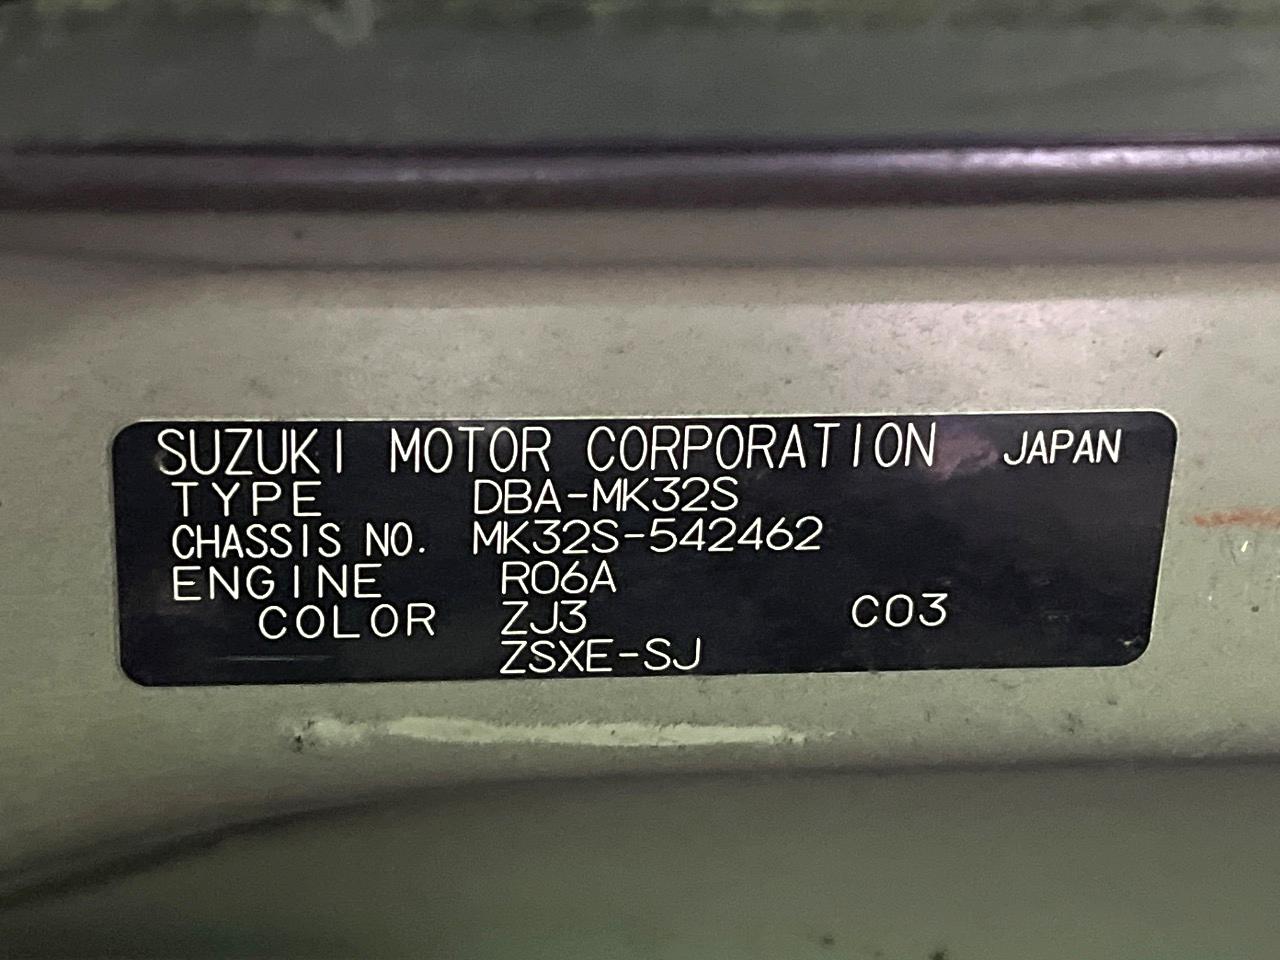 SUZUKI MOTOR CORPORATION JAPAN
TYPE DBA-MK32S
CHASSIS NO. MK32S-542462
ENGINE R06A
COLOR ZJ3 C03
ZSXE-SJ